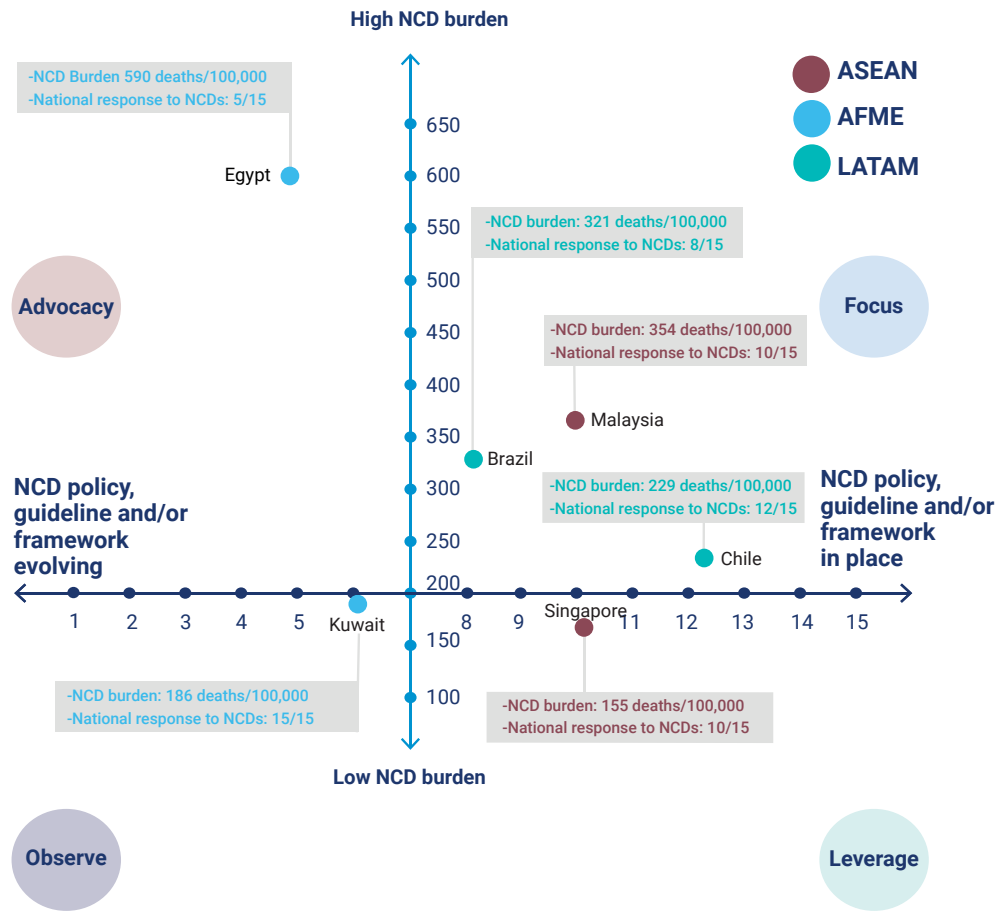 High NCD burden
-NCD Burden 590 deaths/100,000
-National response to NCDs: 5/15
Egypt
ASEAN
AFME
LATAM
650
600
550
500
450
400
350
300
250
200
150
100
-NCD burden: 321 deaths/100,000
-National response to NCDs: 8/15
Advocacy
Focus
-NCD burden: 354 deaths/100,000
-National response to NCDs: 10/15
Malaysia
Brazil
NCD policy,
guideline and/or
framework
evolving
-NCD burden: 229 deaths/100,000
-National response to NCDs: 12/15
Chile
NCD policy,
guideline and/or
framework
in place
1 2 3 4 5 8 9 11 12 13 14 15
Kuwait
Singapore
-NCD burden: 186 deaths/100,000
-National response to NCDs: 15/15
-NCD burden: 155 deaths/100,000
-National response to NCDs: 10/15
Low NCD burden
Observe
Leverage